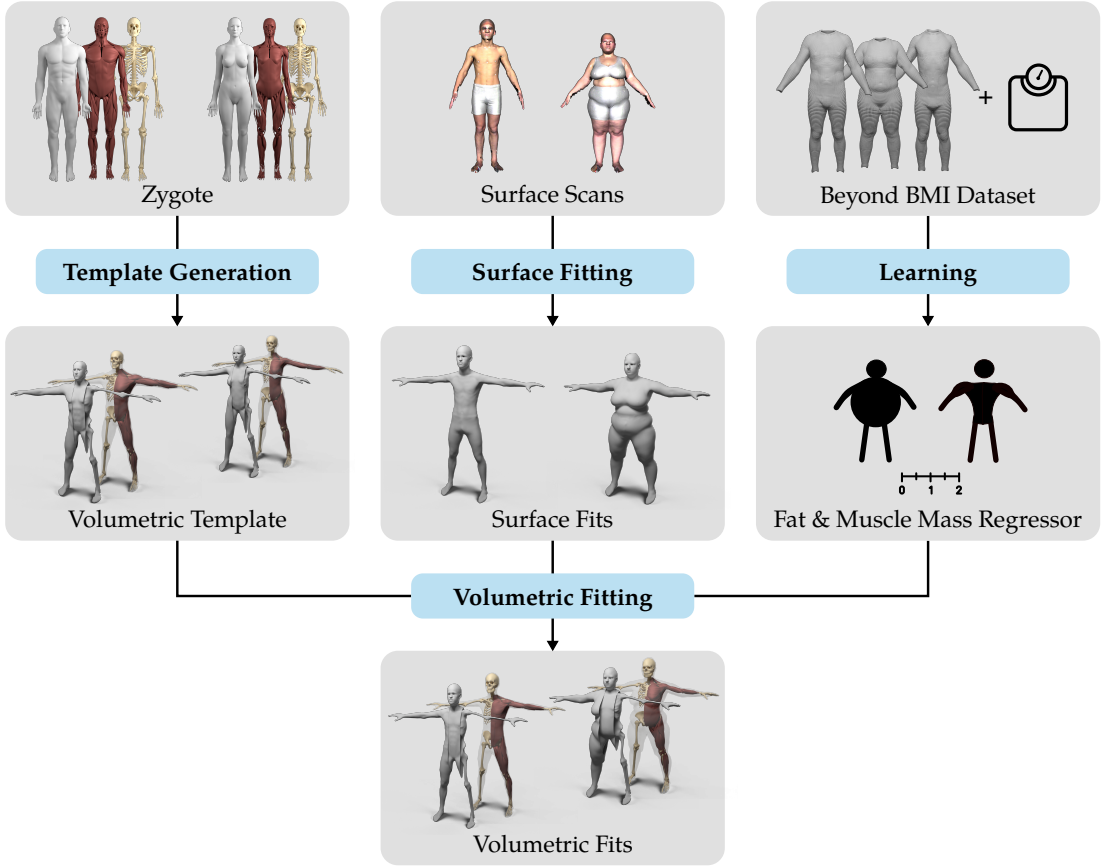 Zygote
Surface Scans
+
Beyond BMI Dataset
Template Generation
Surface Fitting
Learning
Volumetric Template
Surface Fits
0 1 2
Fat & Muscle Mass Regressor
Volumetric Fitting
Volumetric Fits